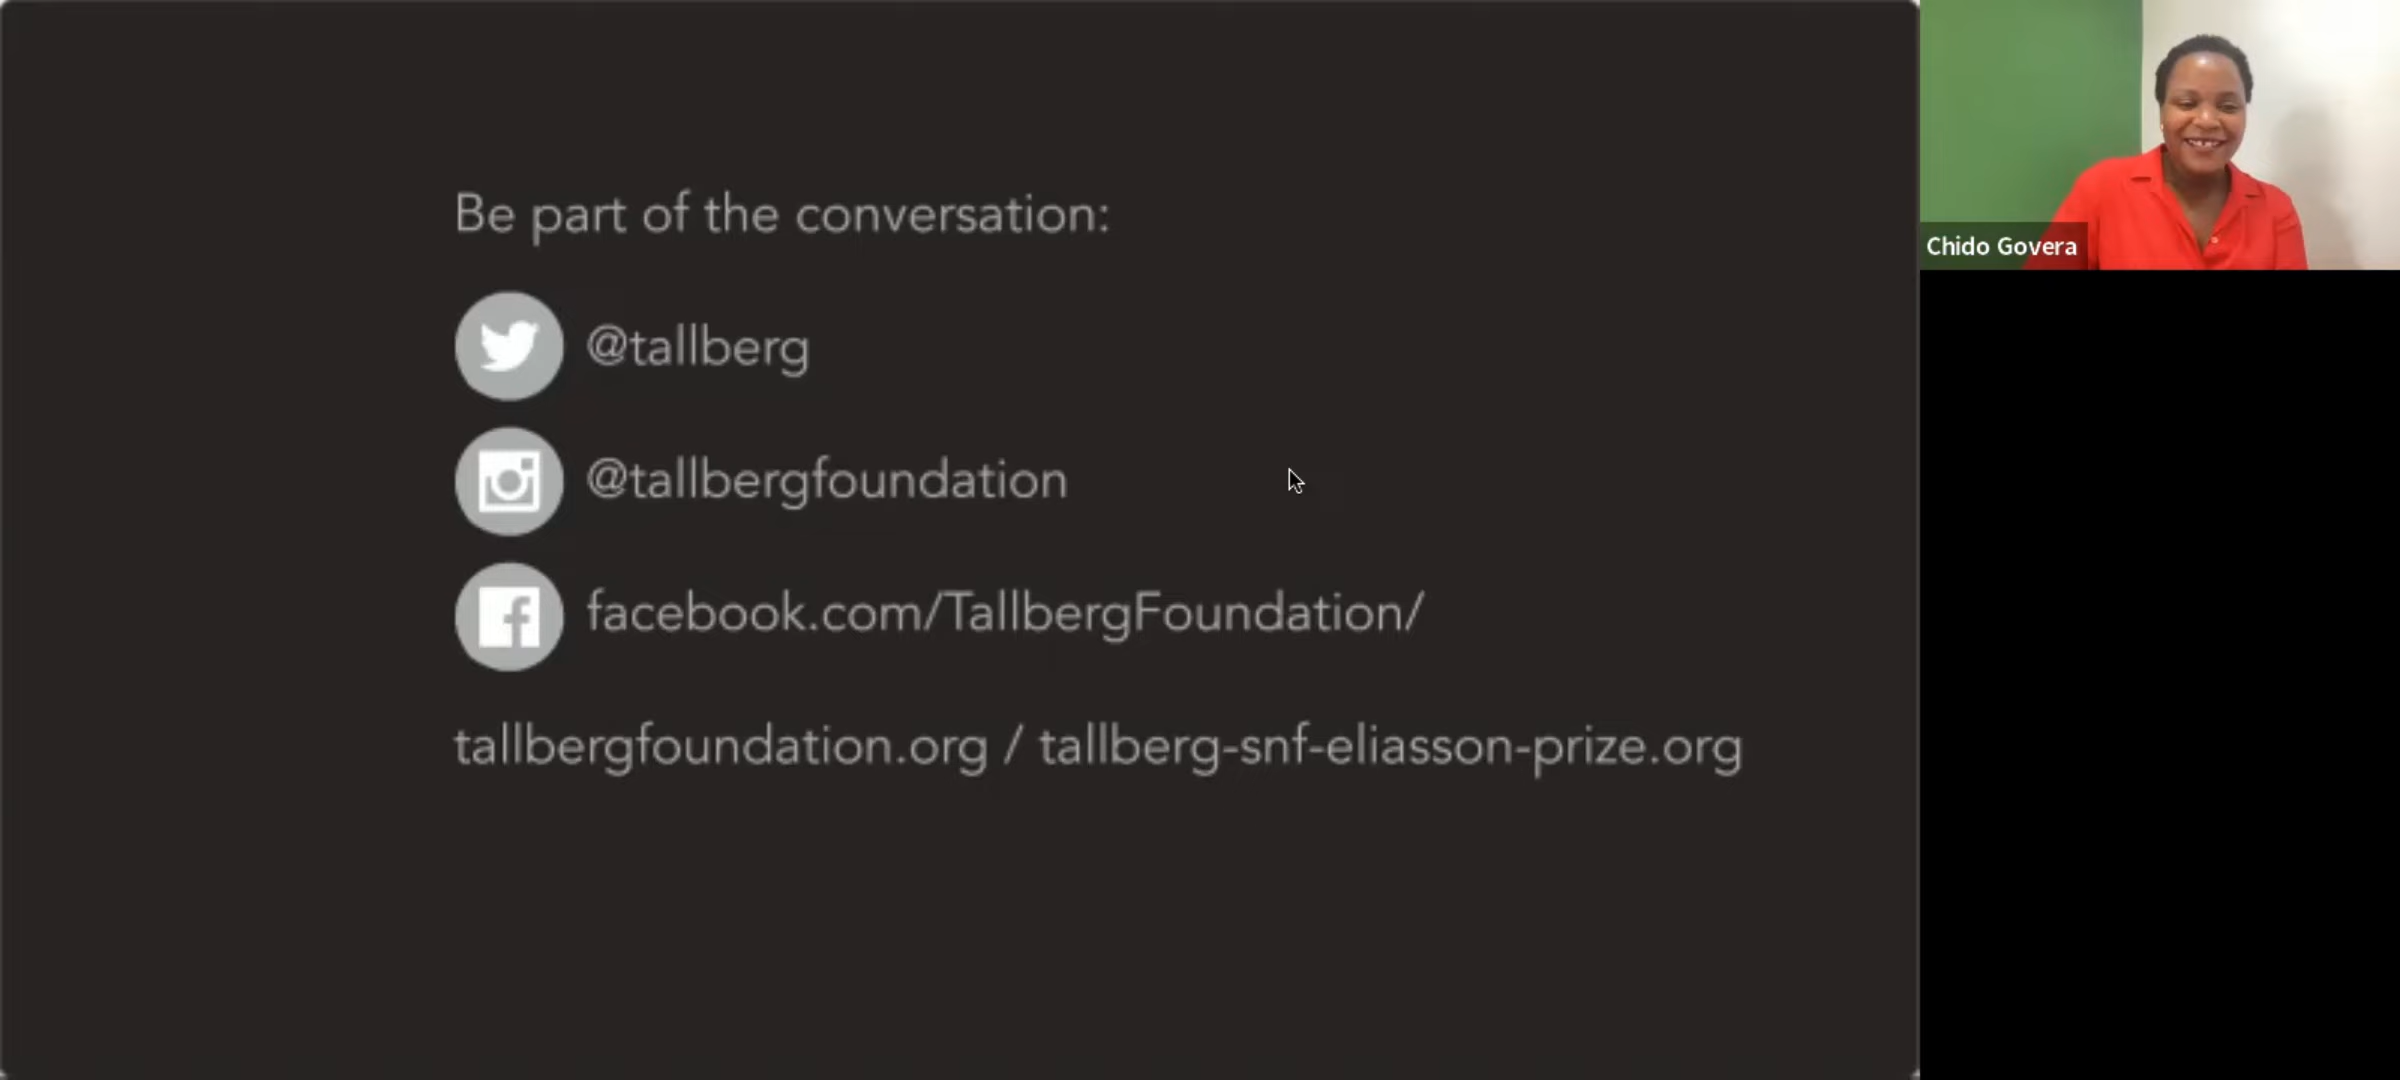 Be part of the conversation:
@tallberg
@tallbergfoundation
facebook.com/TallbergFoundation/
tallbergfoundation.org / tallberg-snf-eliasson-prize.org
Chido Govera